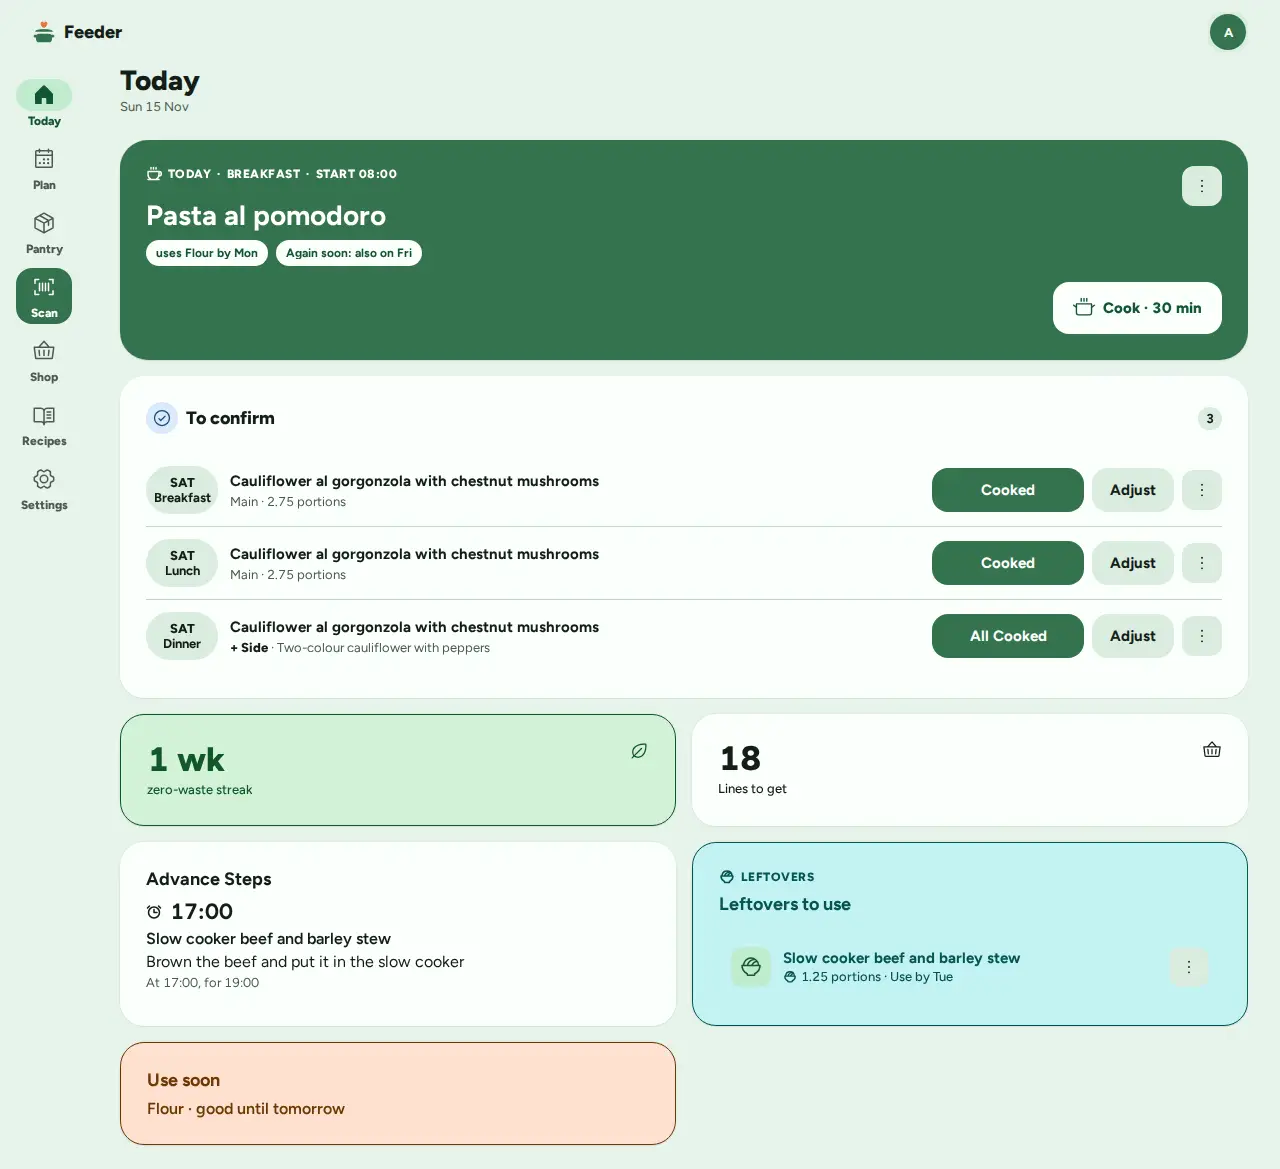 Feeder
A
Today
Sun 15 Nov
Today
Plan
Pantry
Scan
Shop
Recipes
Settings
TODAY · BREAKFAST · START 08:00
Pasta al pomodoro
uses Flour by Mon
Again soon: also on Fri
Cook · 30 min
To confirm
3
SAT
Breakfast
Cauliflower al gorgonzola with chestnut mushrooms
Main · 2.75 portions
Cooked
Adjust
SAT
Lunch
Cauliflower al gorgonzola with chestnut mushrooms
Main · 2.75 portions
Cooked
Adjust
SAT
Dinner
Cauliflower al gorgonzola with chestnut mushrooms
+ Side · Two-colour cauliflower with peppers
All Cooked
Adjust
1 wk
zero-waste streak
18
Lines to get
Advance Steps
17:00
Slow cooker beef and barley stew
Brown the beef and put it in the slow cooker
At 17:00, for 19:00
LEFTOVERS
Leftovers to use
Slow cooker beef and barley stew
1.25 portions · Use by Tue
Use soon
Flour · good until tomorrow